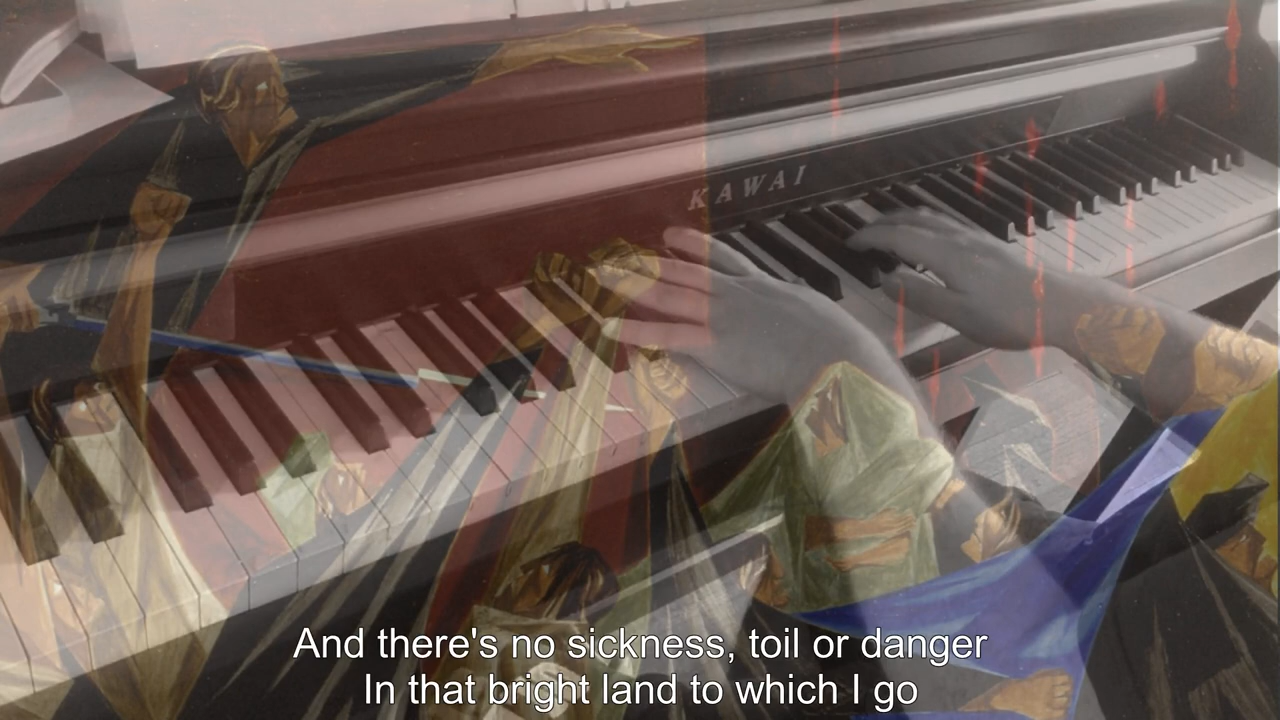 KAWAI
And there's no sickness, toil or danger
In that bright land to which I go